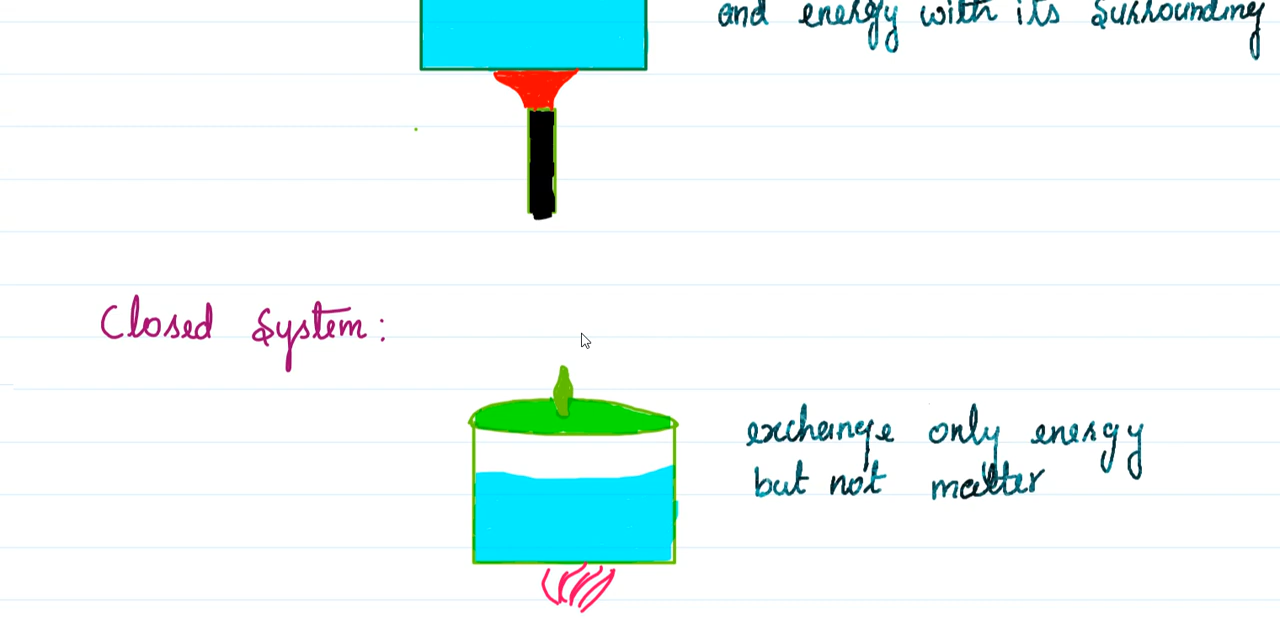 and energy with its surrounding
Closed System:
exchange only energy
but not matter